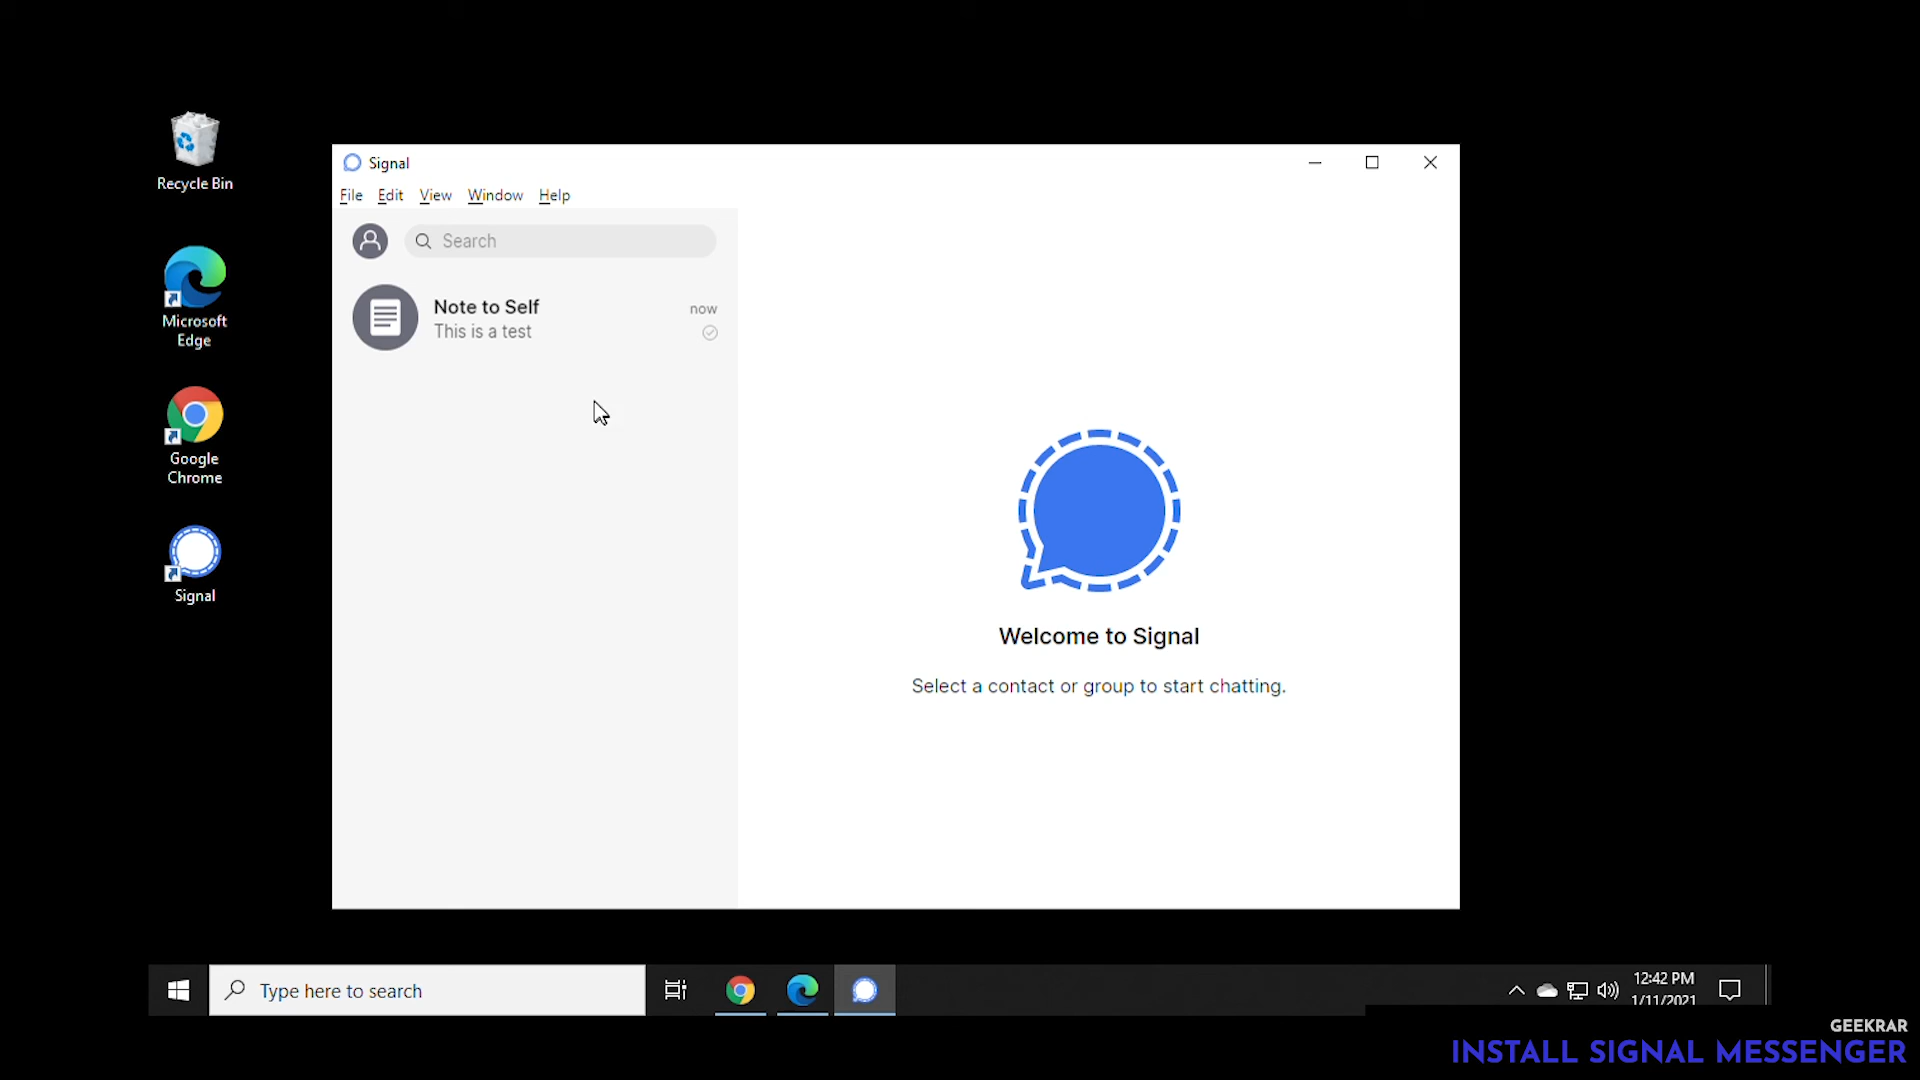 Recycle Bin
Microsoft
Edge
Google
Chrome
Signal
Signal
File Edit View Window Help
Search
Note to Self now
This is a test
Welcome to Signal
Select a contact or group to start chatting.
Type here to search
12:42 PM
1/11/2021
GEEKRAR
INSTALL SIGNAL MESSENGER